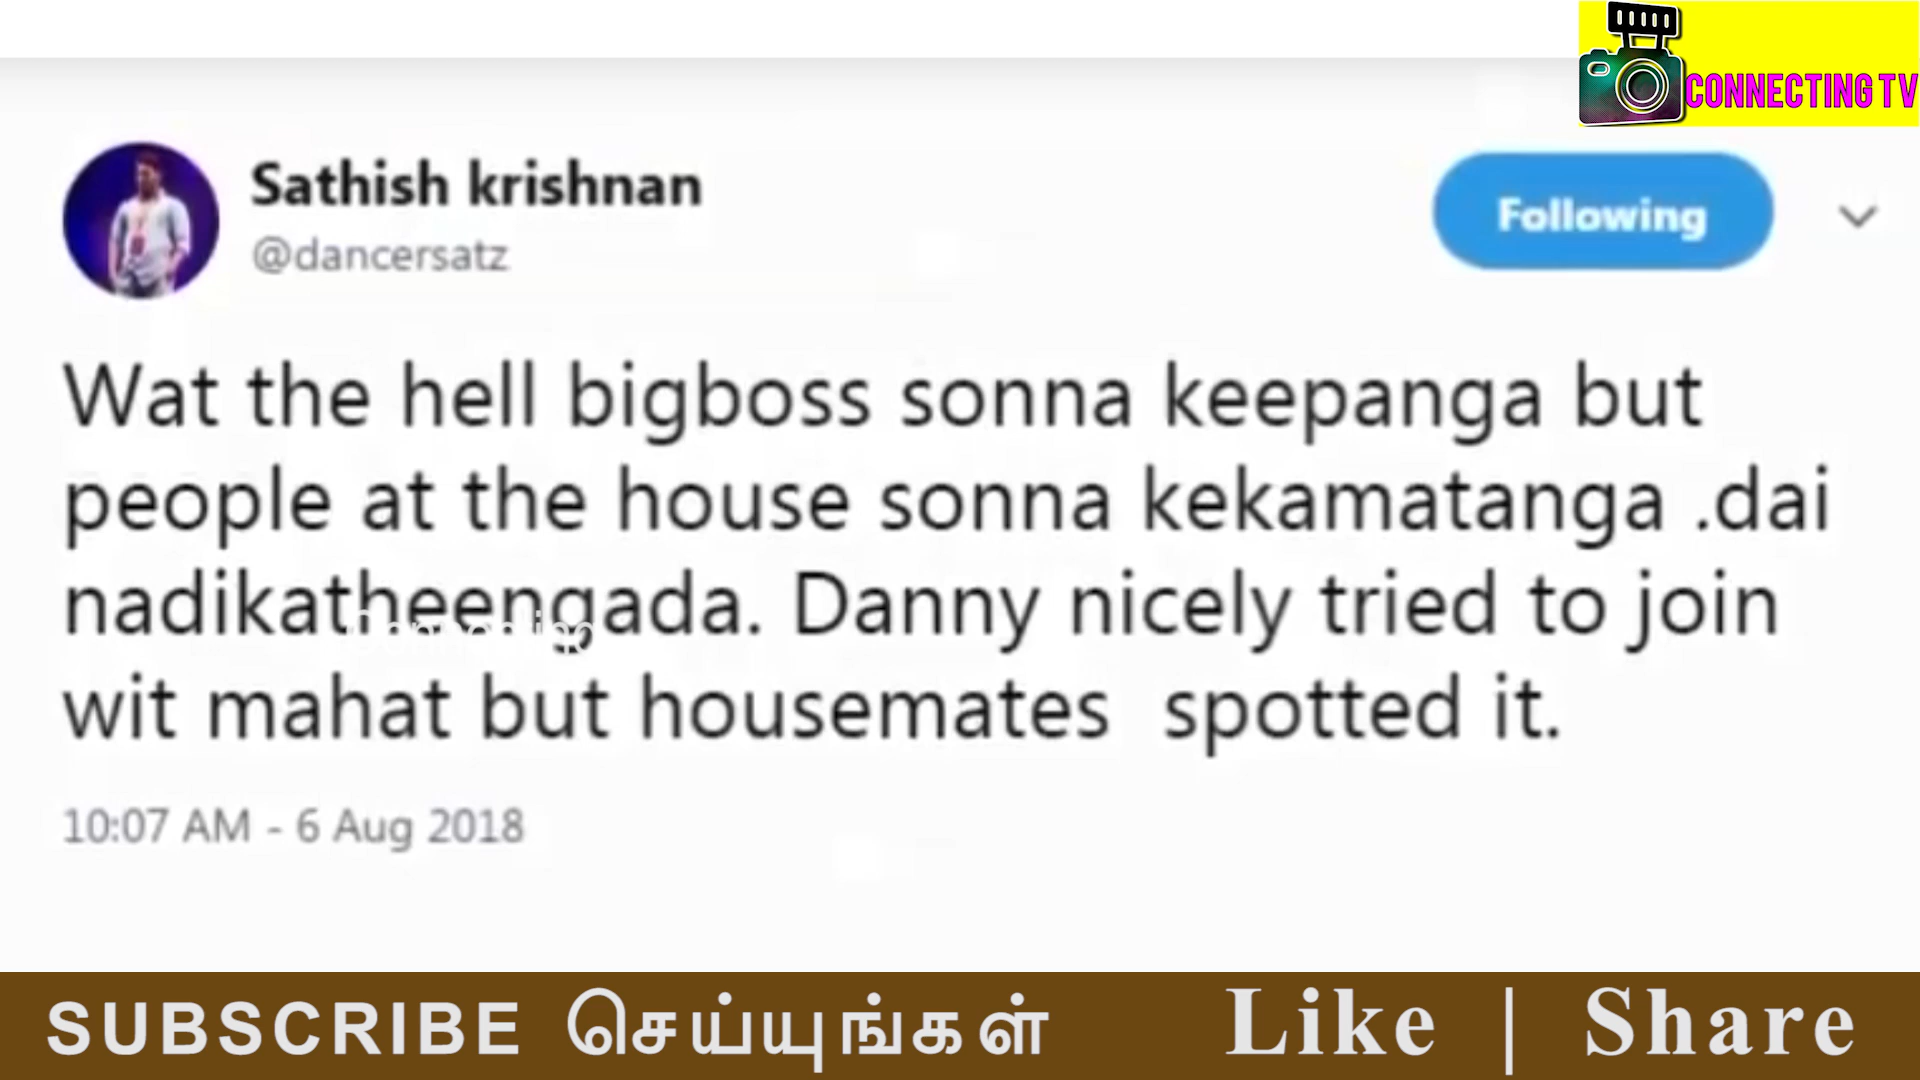 CONNECTING TV
Sathish krishnan
@dancersatz
Following
Wat the hell bigboss sonna keepanga but
people at the house sonna kekamatanga .dai
nadikatheengada. Danny nicely tried to join
wit mahat but housemates spotted it.
10:07 AM - 6 Aug 2018
SUBSCRIBE செய்யுங்கள் Like | Share